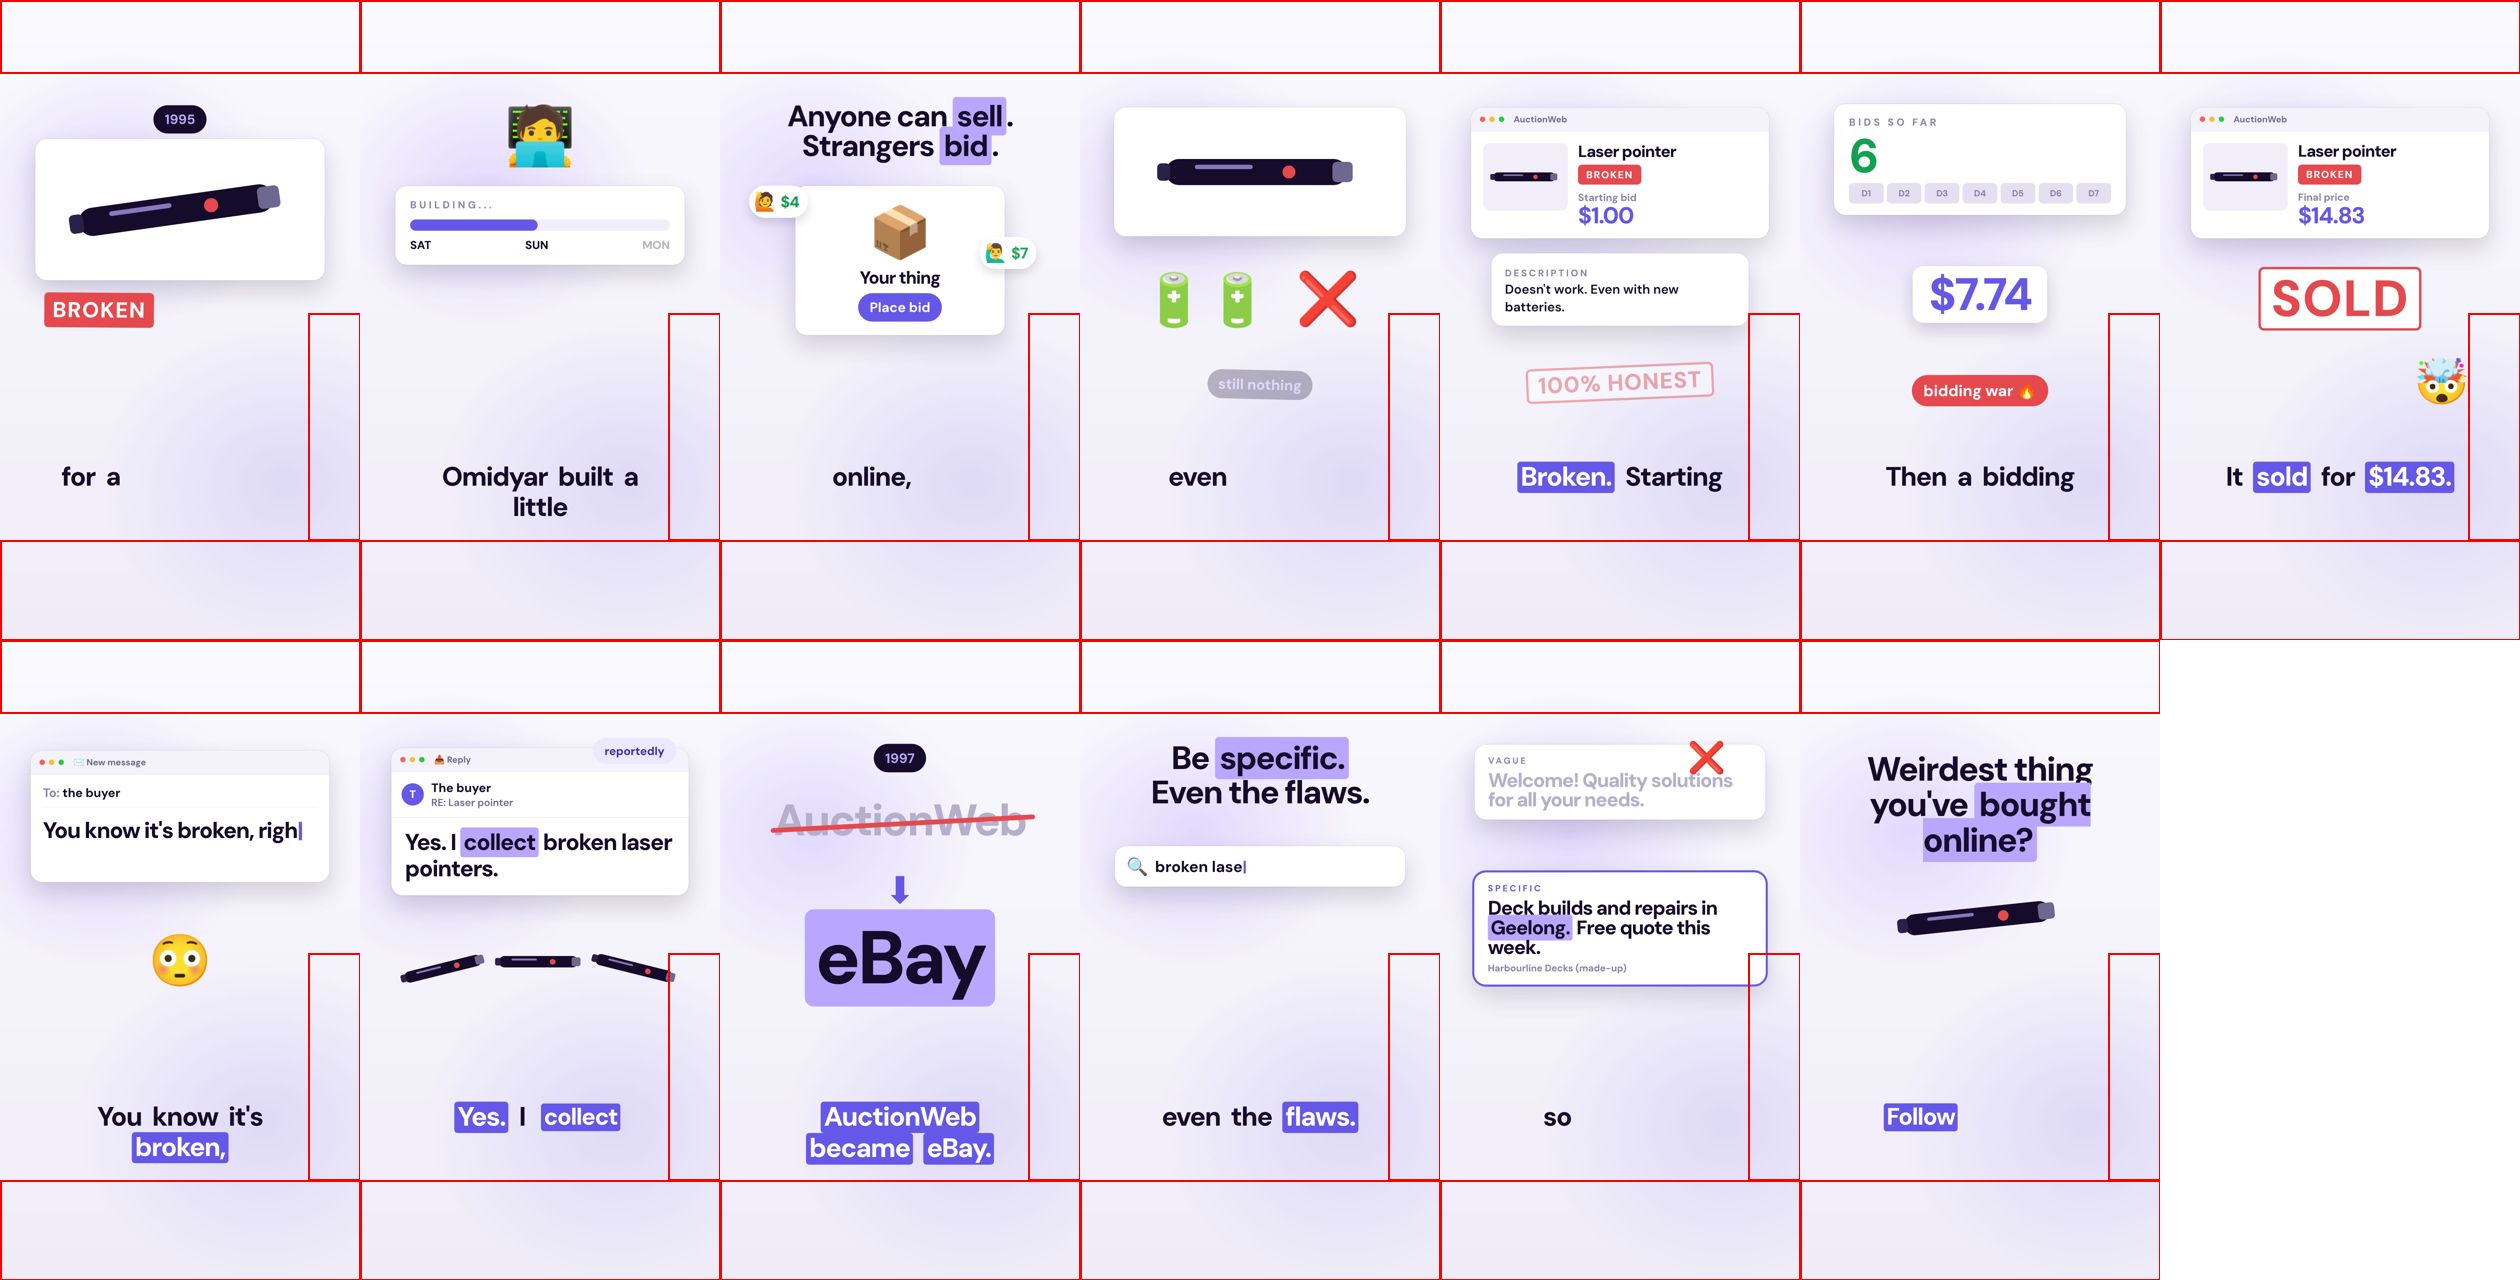 1995
BROKEN
for a
BUILDING...
SAT SUN MON
Omidyar built a
little
Anyone can sell.
Strangers bid.
$4
$7
Your thing
Place bid
online,
still nothing
even
AuctionWeb
Laser pointer
BROKEN
Starting bid
$1.00
DESCRIPTION
Doesn't work. Even with new
batteries.
100% HONEST
Broken. Starting
BIDS SO FAR
6
D1 D2 D3 D4 D5 D6 D7
$7.74
bidding war
Then a bidding
AuctionWeb
Laser pointer
BROKEN
Final price
$14.83
SOLD
It sold for $14.83.
New message
To: the buyer
You know it's broken, righ
You know it's
broken,
reportedly
Reply
T
The buyer
RE: Laser pointer
Yes. I collect broken laser
pointers.
Yes. I collect
1997
AuctionWeb
eBay
AuctionWeb
became eBay.
Be specific.
Even the flaws.
broken lase
even the flaws.
VAGUE
Welcome! Quality solutions
for all your needs.
SPECIFIC
Deck builds and repairs in
Geelong. Free quote this
week.
Harbourline Decks (made-up)
so
Weirdest thing
you've bought
online?
Follow